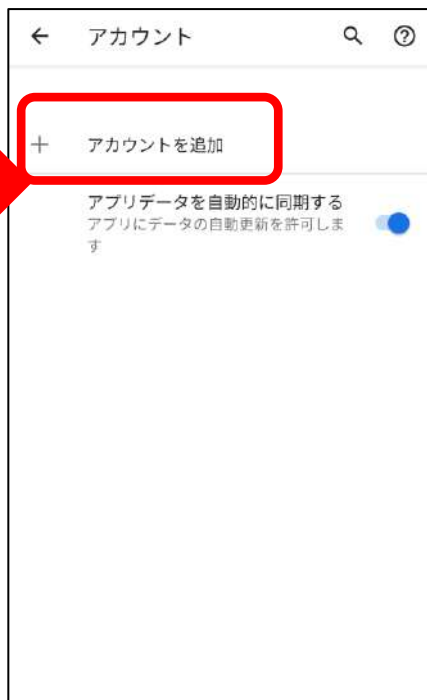 アカウント
アカウントを追加
アプリデータを自動的に同期する
アプリにデータの自動更新を許可しま
す